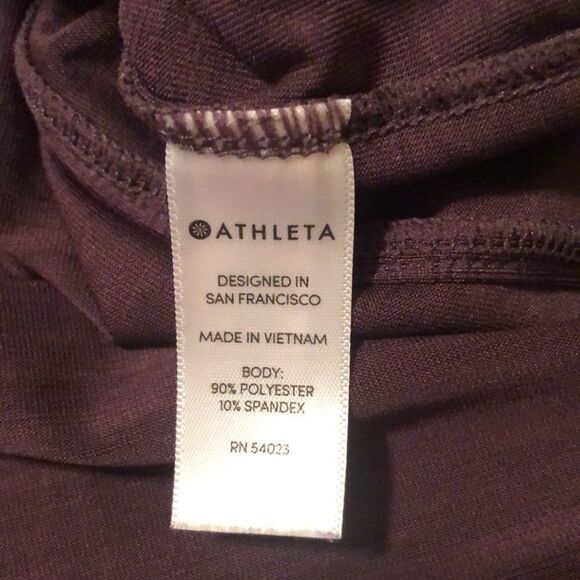 ATHLETA
DESIGNED IN
SAN FRANCISCO
MADE IN VIETNAM
BODY:
90% POLYESTER
10% SPANDEX
RN 54023